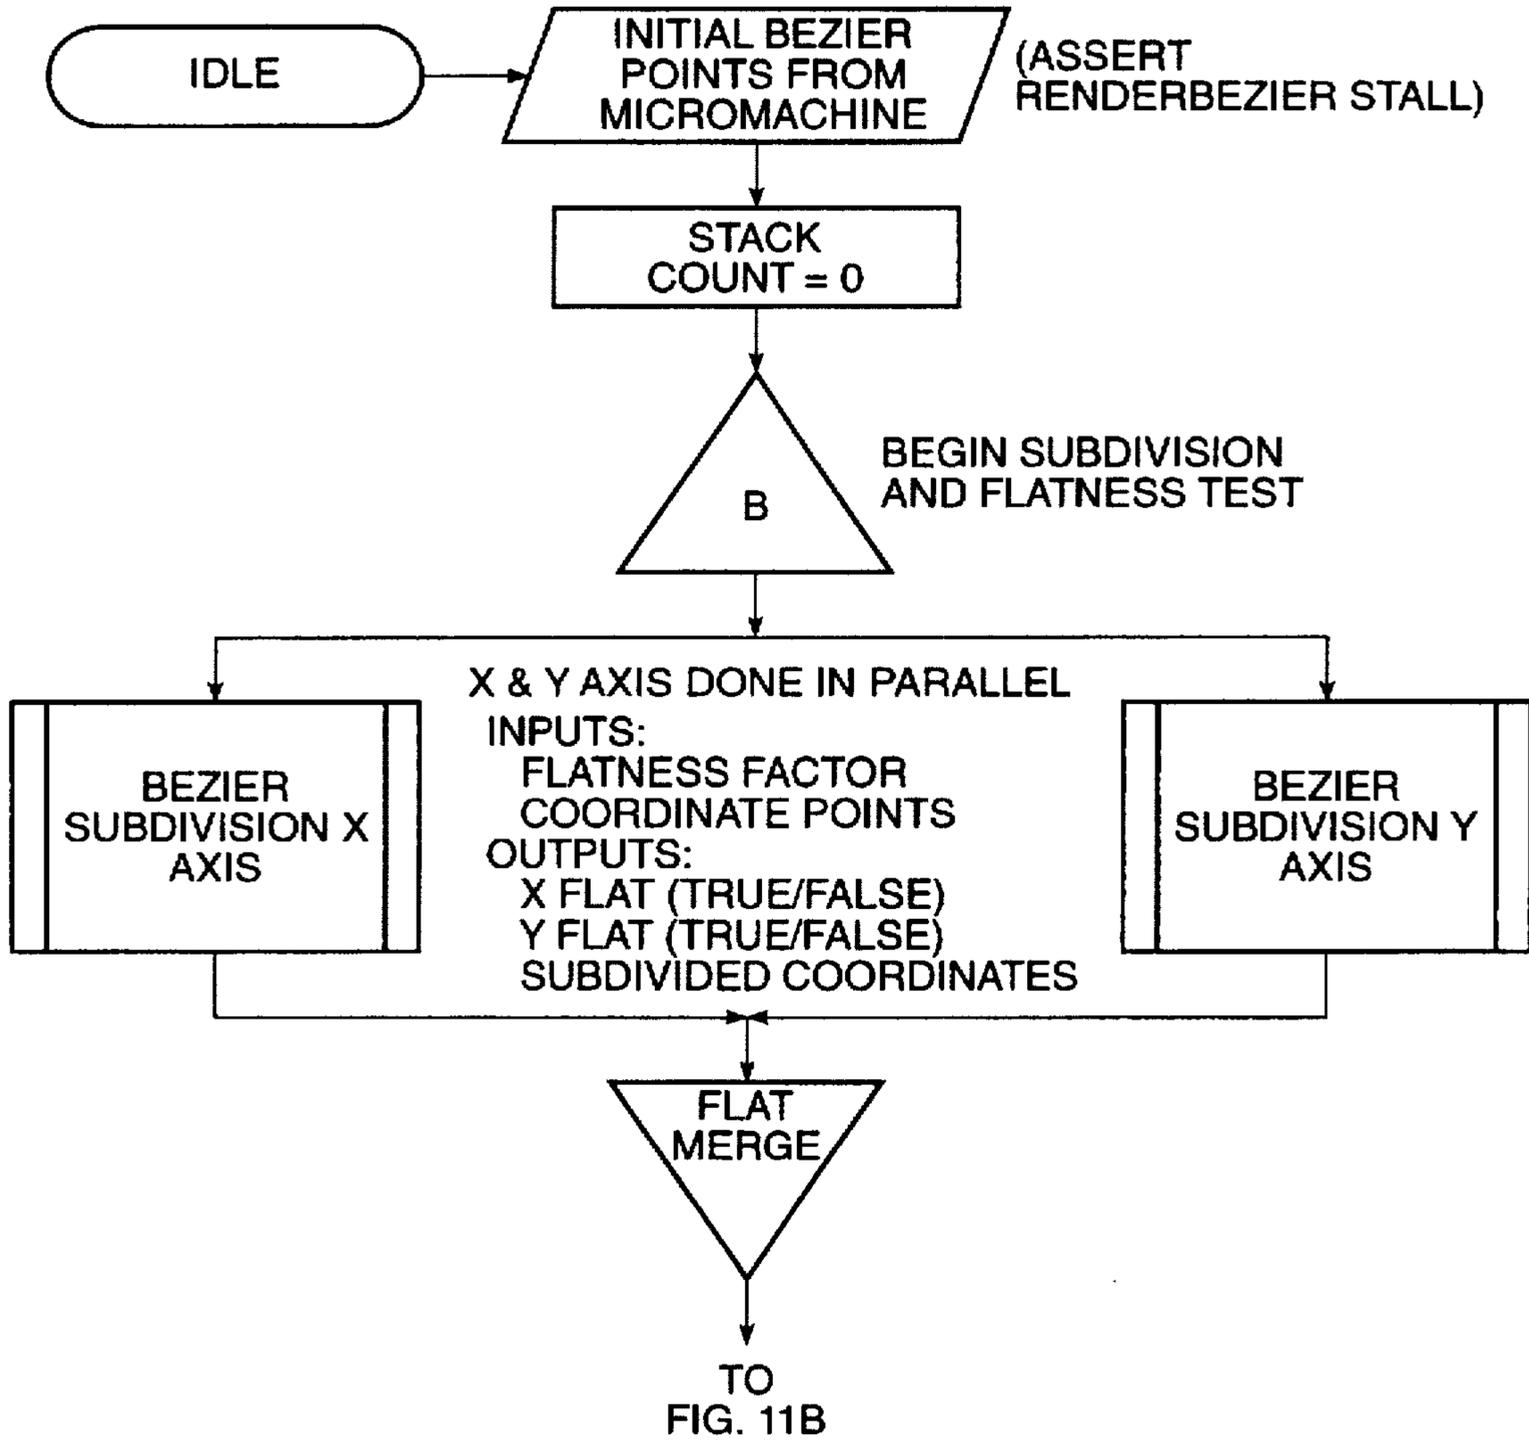 IDLE
INITIAL BEZIER
POINTS FROM
MICROMACHINE
(ASSERT
RENDERBEZIER STALL)
STACK
COUNT = 0
B
BEGIN SUBDIVISION
AND FLATNESS TEST
X & Y AXIS DONE IN PARALLEL
INPUTS:
FLATNESS FACTOR
COORDINATE POINTS
OUTPUTS:
X FLAT (TRUE/FALSE)
Y FLAT (TRUE/FALSE)
SUBDIVIDED COORDINATES
BEZIER
SUBDIVISION X
AXIS
BEZIER
SUBDIVISION Y
AXIS
FLAT
MERGE
TO
FIG. 11B